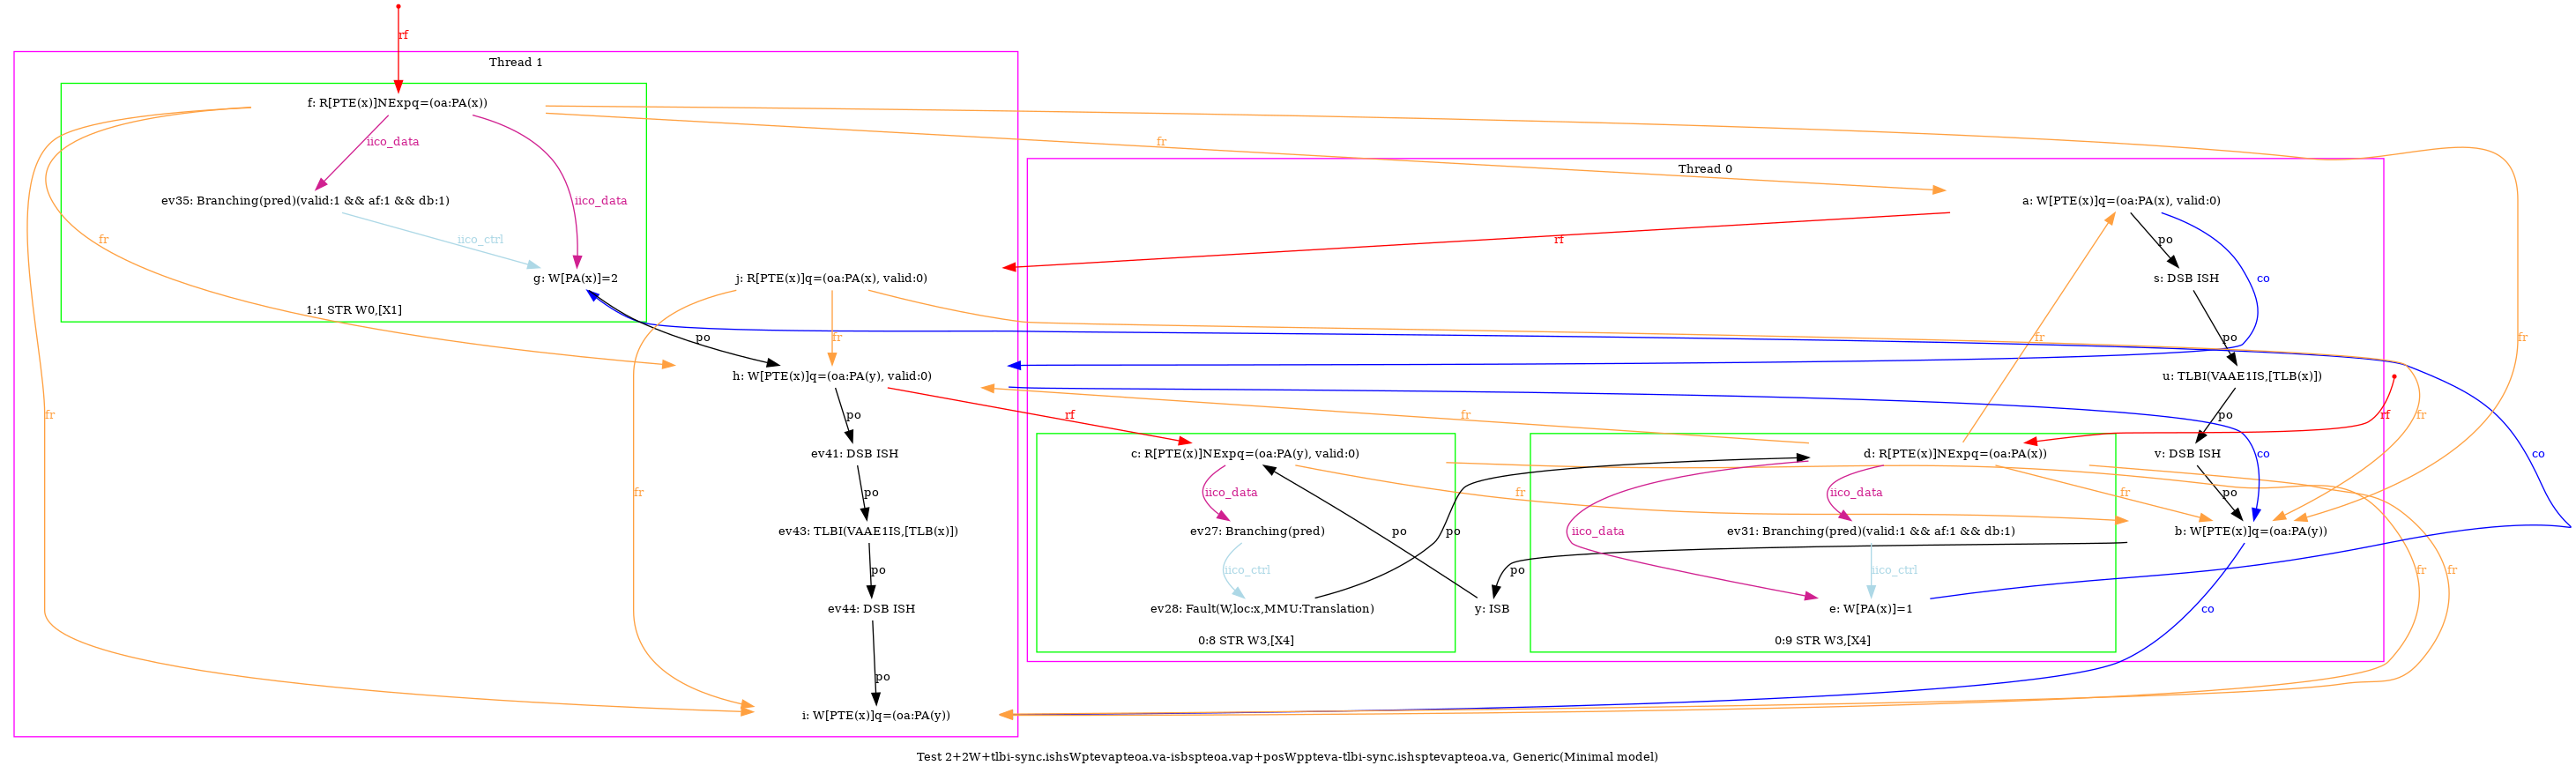 rf
Thread 1
f: R[PTE(x)]NExpq=(oa:PA(x))
iico_data
fr
fr
Thread 0
ev35: Branching(pred)(valid:1 && af:1 && db:1)
iico_data
a: W[PTE(x)]q=(oa:PA(x), valid:0)
fr
iico_ctrl
rf
po
g: W[PA(x)]=2
j: R[PTE(x)]q=(oa:PA(x), valid:0)
s: DSB ISH
co
1:1 STR W0,[X1]
po
fr
fr
po
fr
h: W[PTE(x)]q=(oa:PA(y), valid:0)
u: TLBI(VAAE1IS,[TLB(x)])
fr
po
rf
fr
po
fr
rf
ev41: DSB ISH
c: R[PTE(x)]NExpq=(oa:PA(y), valid:0)
d: R[PTE(x)]NExpq=(oa:PA(x))
v: DSB ISH
co
co
fr
po
iico_data
fr
iico_data
fr
po
ev43: TLBI(VAAE1IS,[TLB(x)])
ev27: Branching(pred)
po
po
iico_data
ev31: Branching(pred)(valid:1 && af:1 && db:1)
b: W[PTE(x)]q=(oa:PA(y))
po
iico_ctrl
po
iico_ctrl
fr
fr
ev44: DSB ISH
ev28: Fault(W,loc:x,MMU:Translation)
y: ISB
e: W[PA(x)]=1
co
0:8 STR W3,[X4]
0:9 STR W3,[X4]
po
i: W[PTE(x)]q=(oa:PA(y))
Test 2+2W+tlbi-sync.ishsWptevapteoa.va-isbspteoa.vap+posWppteva-tlbi-sync.ishsptevapteoa.va, Generic(Minimal model)